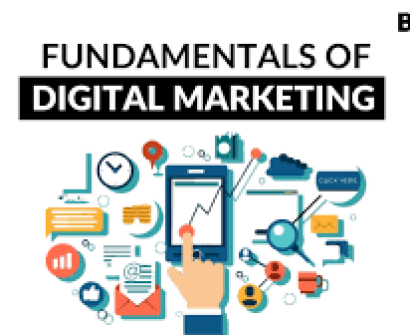 B
FUNDAMENTALS OF
DIGITAL MARKETING
CLICK HERE
@